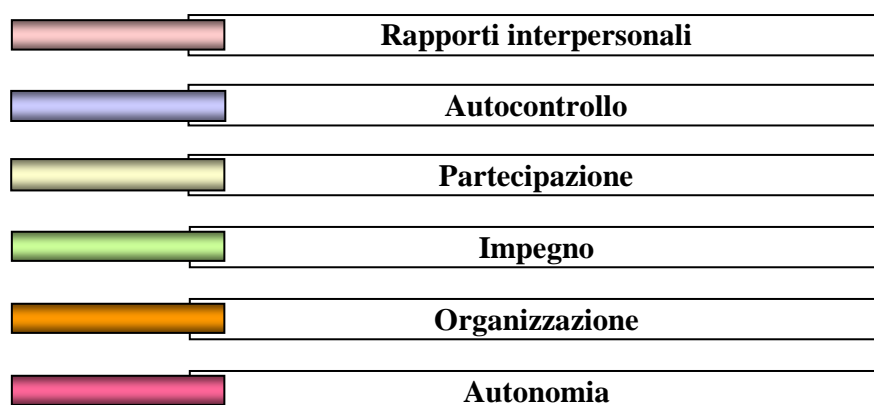 Rapporti interpersonali
Autocontrollo
Partecipazione
Impegno
Organizzazione
Autonomia